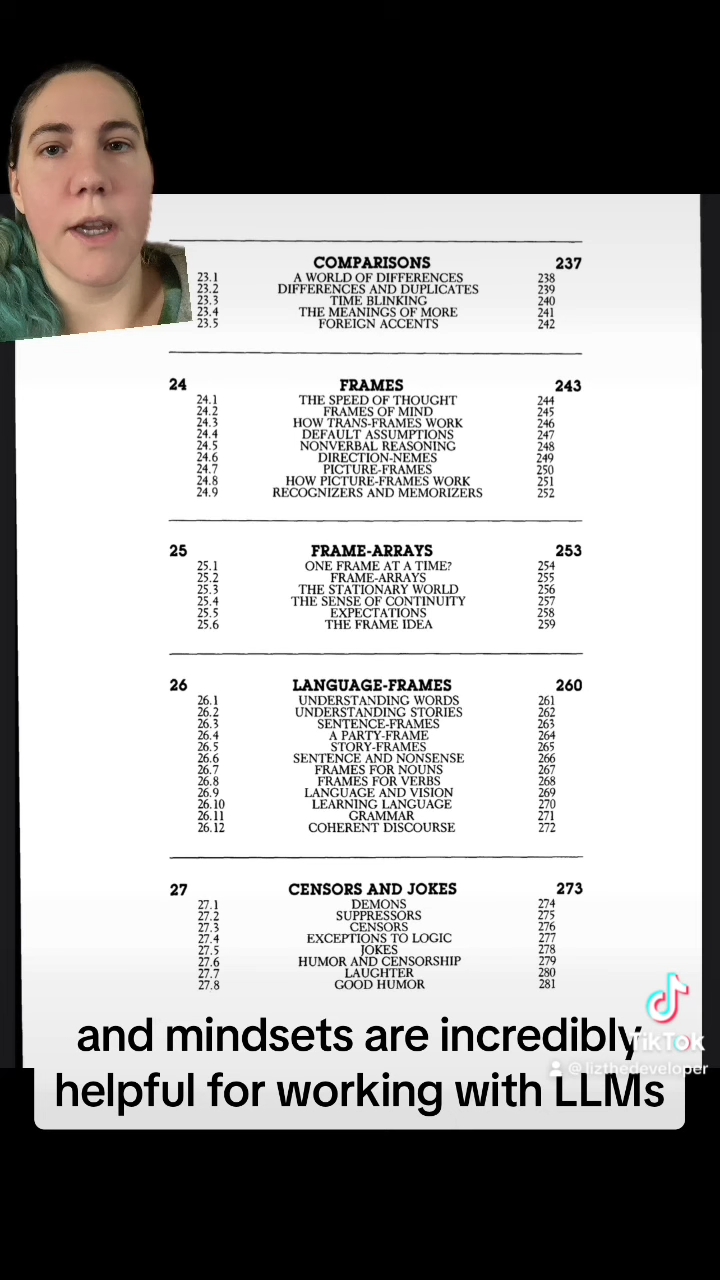 COMPARISONS 237
23.1 A WORLD OF DIFFERENCES 238
23.2 DIFFERENCES AND DUPLICATES 239
23.3 TIME BLINKING 240
23.4 THE MEANINGS OF MORE 241
23.5 FOREIGN ACCENTS 242
24 FRAMES 243
24.1 THE SPEED OF THOUGHT 244
24.2 FRAMES OF MIND 245
24.3 HOW TRANS-FRAMES WORK 246
24.4 DEFAULT ASSUMPTIONS 247
24.5 NONVERBAL REASONING 248
24.6 DIRECTION-NEMES 249
24.7 PICTURE-FRAMES 250
24.8 HOW PICTURE-FRAMES WORK 251
24.9 RECOGNIZERS AND MEMORIZERS 252
25 FRAME-ARRAYS 253
25.1 ONE FRAME AT A TIME? 254
25.2 FRAME-ARRAYS 255
25.3 THE STATIONARY WORLD 256
25.4 THE SENSE OF CONTINUITY 257
25.5 EXPECTATIONS 258
25.6 THE FRAME IDEA 259
26 LANGUAGE-FRAMES 260
26.1 UNDERSTANDING WORDS 261
26.2 UNDERSTANDING STORIES 262
26.3 SENTENCE-FRAMES 263
26.4 A PARTY-FRAME 264
26.5 STORY-FRAMES 265
26.6 SENTENCE AND NONSENSE 266
26.7 FRAMES FOR NOUNS 267
26.8 FRAMES FOR VERBS 268
26.9 LANGUAGE AND VISION 269
26.10 LEARNING LANGUAGE 270
26.11 GRAMMAR 271
26.12 COHERENT DISCOURSE 272
27 CENSORS AND JOKES 273
27.1 DEMONS 274
27.2 SUPPRESSORS 275
27.3 CENSORS 276
27.4 EXCEPTIONS TO LOGIC 277
27.5 JOKES 278
27.6 HUMOR AND CENSORSHIP 279
27.7 LAUGHTER 280
27.8 GOOD HUMOR 281
and mindsets are incredibly
helpful for working with LLMs
TikTok
@lizthedeveloper